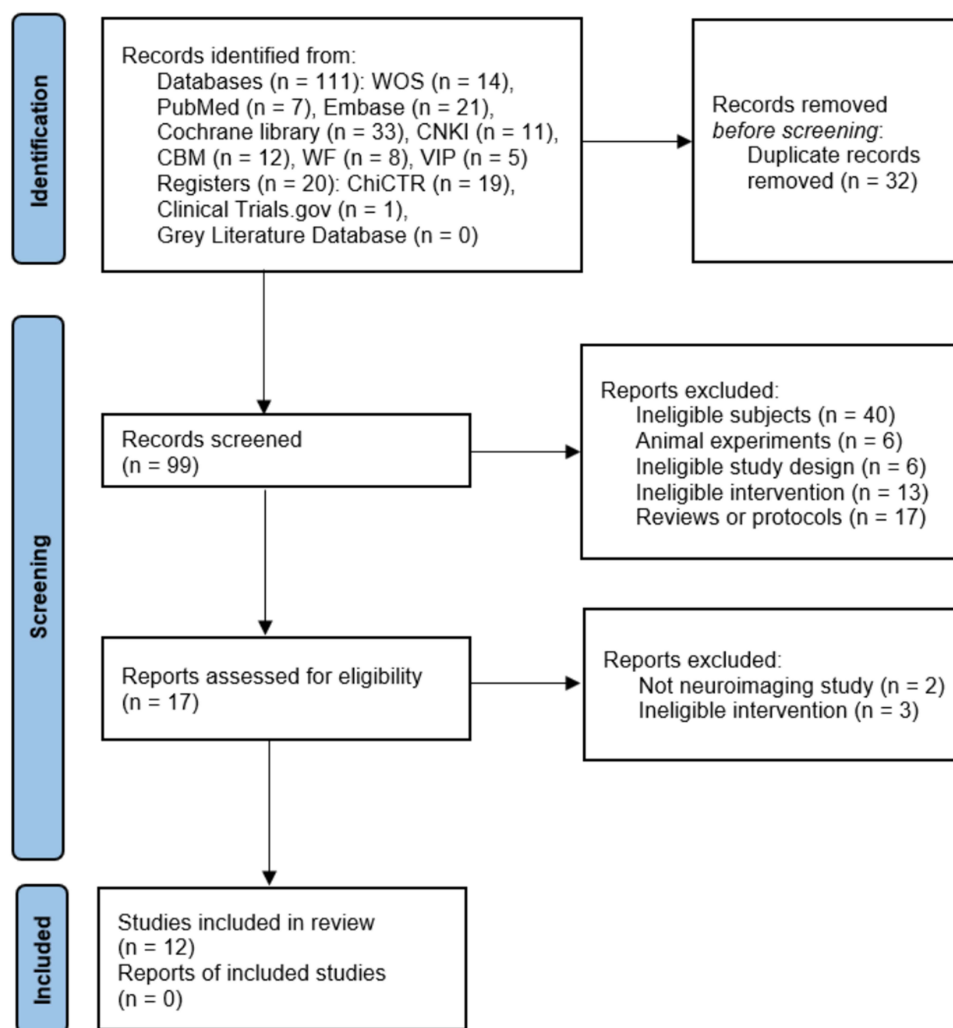 Identification
Records identified from:
Databases (n = 111): WOS (n = 14),
PubMed (n = 7), Embase (n = 21),
Cochrane library (n = 33), CNKI (n = 11),
CBM (n = 12), WF (n = 8), VIP (n = 5)
Registers (n = 20): ChiCTR (n = 19),
Clinical Trials.gov (n = 1),
Grey Literature Database (n = 0)
Records removed
before screening:
Duplicate records
removed (n = 32)
Screening
Records screened
(n = 99)
Reports excluded:
Ineligible subjects (n = 40)
Animal experiments (n = 6)
Ineligible study design (n = 6)
Ineligible intervention (n = 13)
Reviews or protocols (n = 17)
Reports assessed for eligibility
(n = 17)
Reports excluded:
Not neuroimaging study (n = 2)
Ineligible intervention (n = 3)
Included
Studies included in review
(n = 12)
Reports of included studies
(n = 0)